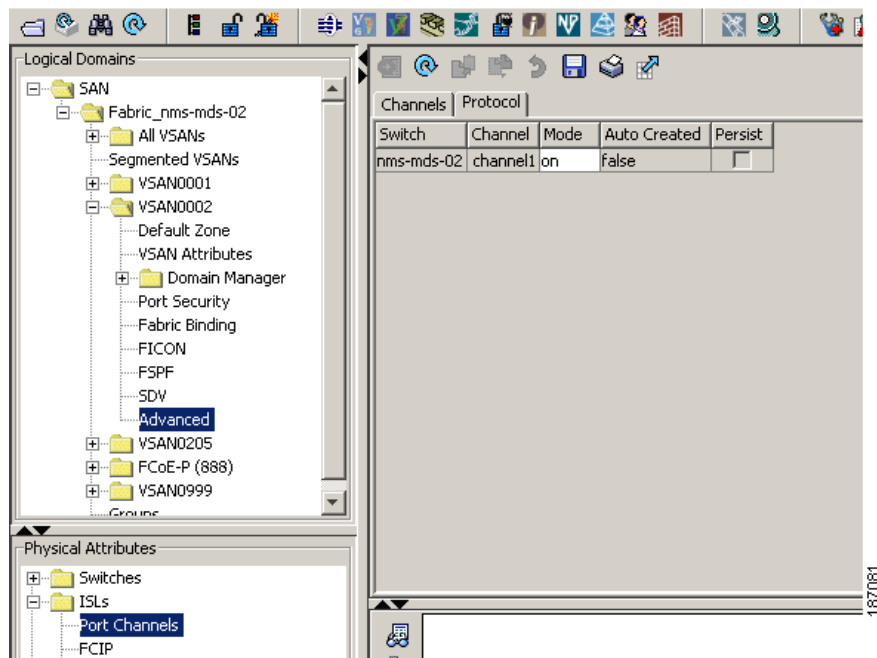 NP
Logical Domains
SAN
Fabric_nms-mds-02
All VSANs
Segmented VSANs
VSAN0001
VSAN0002
Default Zone
VSAN Attributes
Domain Manager
Port Security
Fabric Binding
FICON
FSPF
SDV
Advanced
VSAN0205
FCoE-P (888)
VSAN0999
Groups
Physical Attributes
Switches
ISLs
Port Channels
FCIP
Channels Protocol
Switch Channel Mode Auto Created Persist
nms-mds-02 channel1 on false
187081